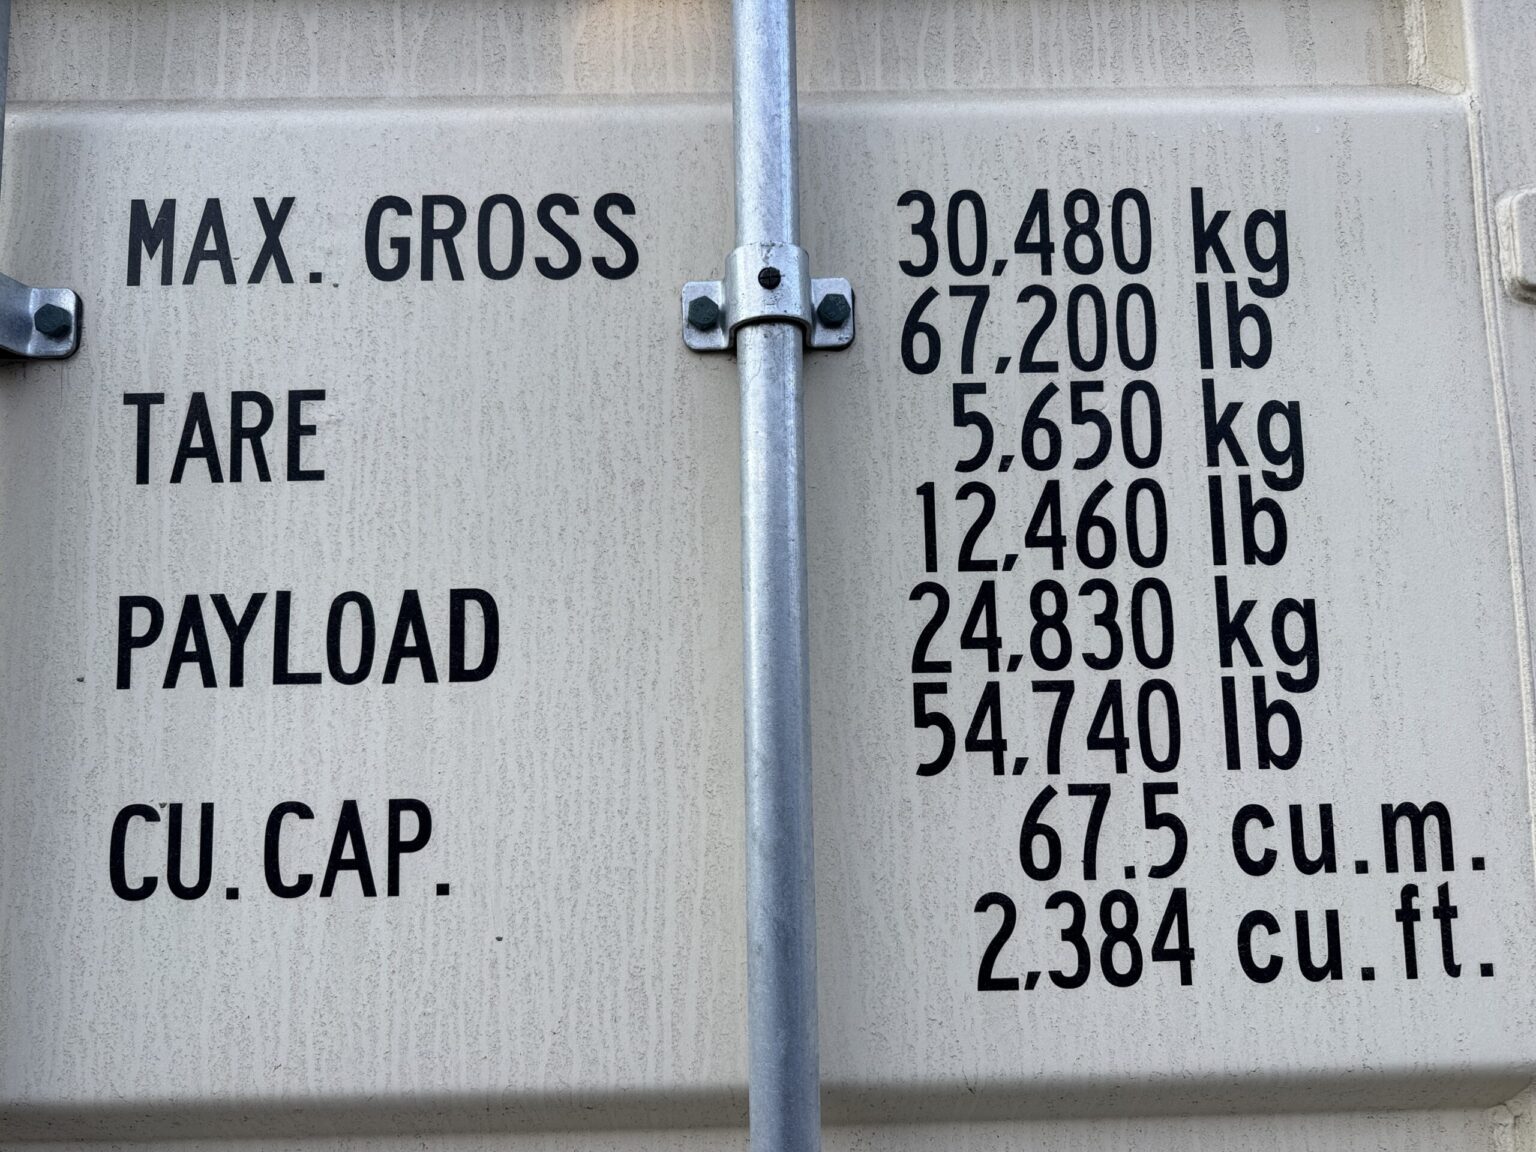 MAX. GROSS 30,480 kg
67,200 lb
TARE 5,650 kg
12,460 lb
PAYLOAD 24,830 kg
54,740 lb
CU.CAP. 67.5 cu.m.
2,384 cu.ft.